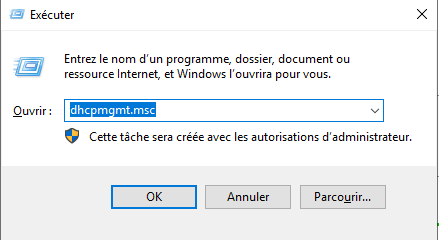 Exécuter
Entrez le nom d'un programme, dossier, document ou
ressource Internet, et Windows l'ouvrira pour vous.
Ouvrir :
dhcpmgmt.msc
Cette tâche sera créée avec les autorisations d'administrateur.
OK
Annuler
Parcourir...